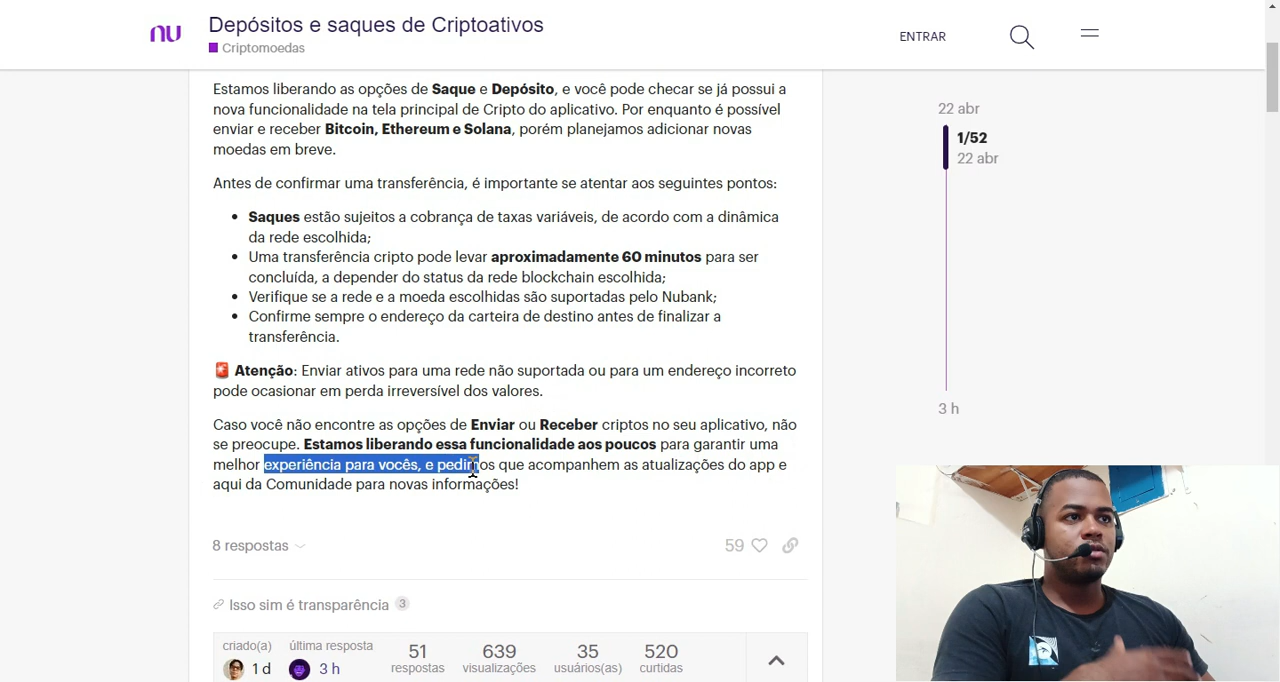 nu
Depósitos e saques de Criptoativos
Criptomoedas
ENTRAR
Estamos liberando as opções de Saque e Depósito, e você pode checar se já possui a
nova funcionalidade na tela principal de Cripto do aplicativo. Por enquanto é possível
enviar e receber Bitcoin, Ethereum e Solana, porém planejamos adicionar novas
moedas em breve.
Antes de confirmar uma transferência, é importante se atentar aos seguintes pontos:
• Saques estão sujeitos a cobrança de taxas variáveis, de acordo com a dinâmica
da rede escolhida;
• Uma transferência cripto pode levar aproximadamente 60 minutos para ser
concluída, a depender do status da rede blockchain escolhida;
• Verifique se a rede e a moeda escolhidas são suportadas pelo Nubank;
• Confirme sempre o endereço da carteira de destino antes de finalizar a
transferência.
🚨 Atenção: Enviar ativos para uma rede não suportada ou para um endereço incorreto
pode ocasionar em perda irreversível dos valores.
Caso você não encontre as opções de Enviar ou Receber criptos no seu aplicativo, não
se preocupe. Estamos liberando essa funcionalidade aos poucos para garantir uma
melhor experiência para vocês, e pedimos que acompanhem as atualizações do app e
aqui da Comunidade para novas informações!
8 respostas
59
Isso sim é transparência 3
criado(a)
1 d
última resposta
3 h
51
respostas
639
visualizações
35
usuários(as)
520
curtidas
22 abr
1/52
22 abr
3 h